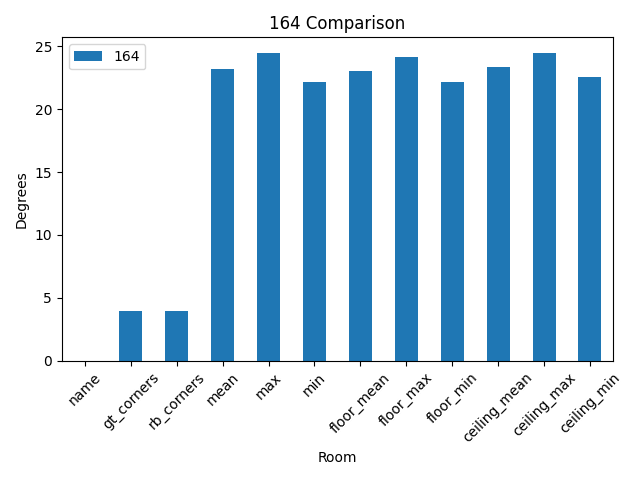 164 Comparison
164
25
20
15
10
5
0
Degrees
name
gt_corners
rb_corners
mean
max
min
floor_mean
floor_max
floor_min
ceiling_mean
ceiling_max
ceiling_min
Room